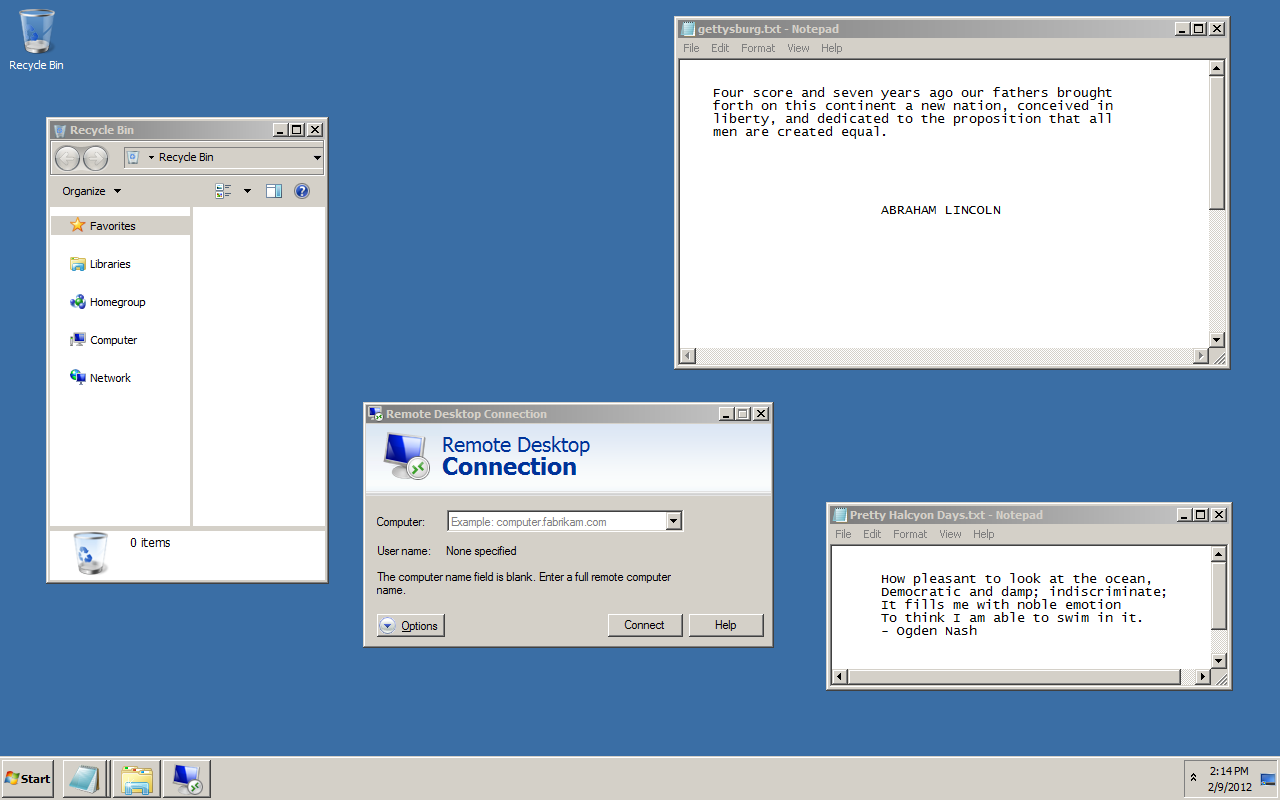 Recycle Bin
gettysburg.txt - Notepad
File Edit Format View Help
Four score and seven years ago our fathers brought
forth on this continent a new nation, conceived in
liberty, and dedicated to the proposition that all
men are created equal.
ABRAHAM LINCOLN
Recycle Bin
Recycle Bin
Organize
Favorites
Libraries
Homegroup
Computer
Network
0 items
Remote Desktop Connection
Remote Desktop
Connection
Computer: Example: computer.fabrikam.com
User name: None specified
The computer name field is blank. Enter a full remote computer
name.
Options Connect Help
Pretty Halcyon Days.txt - Notepad
File Edit Format View Help
How pleasant to look at the ocean,
Democratic and damp; indiscriminate;
It fills me with noble emotion
To think I am able to swim in it.
- Ogden Nash
Start
2:14 PM
2/9/2012